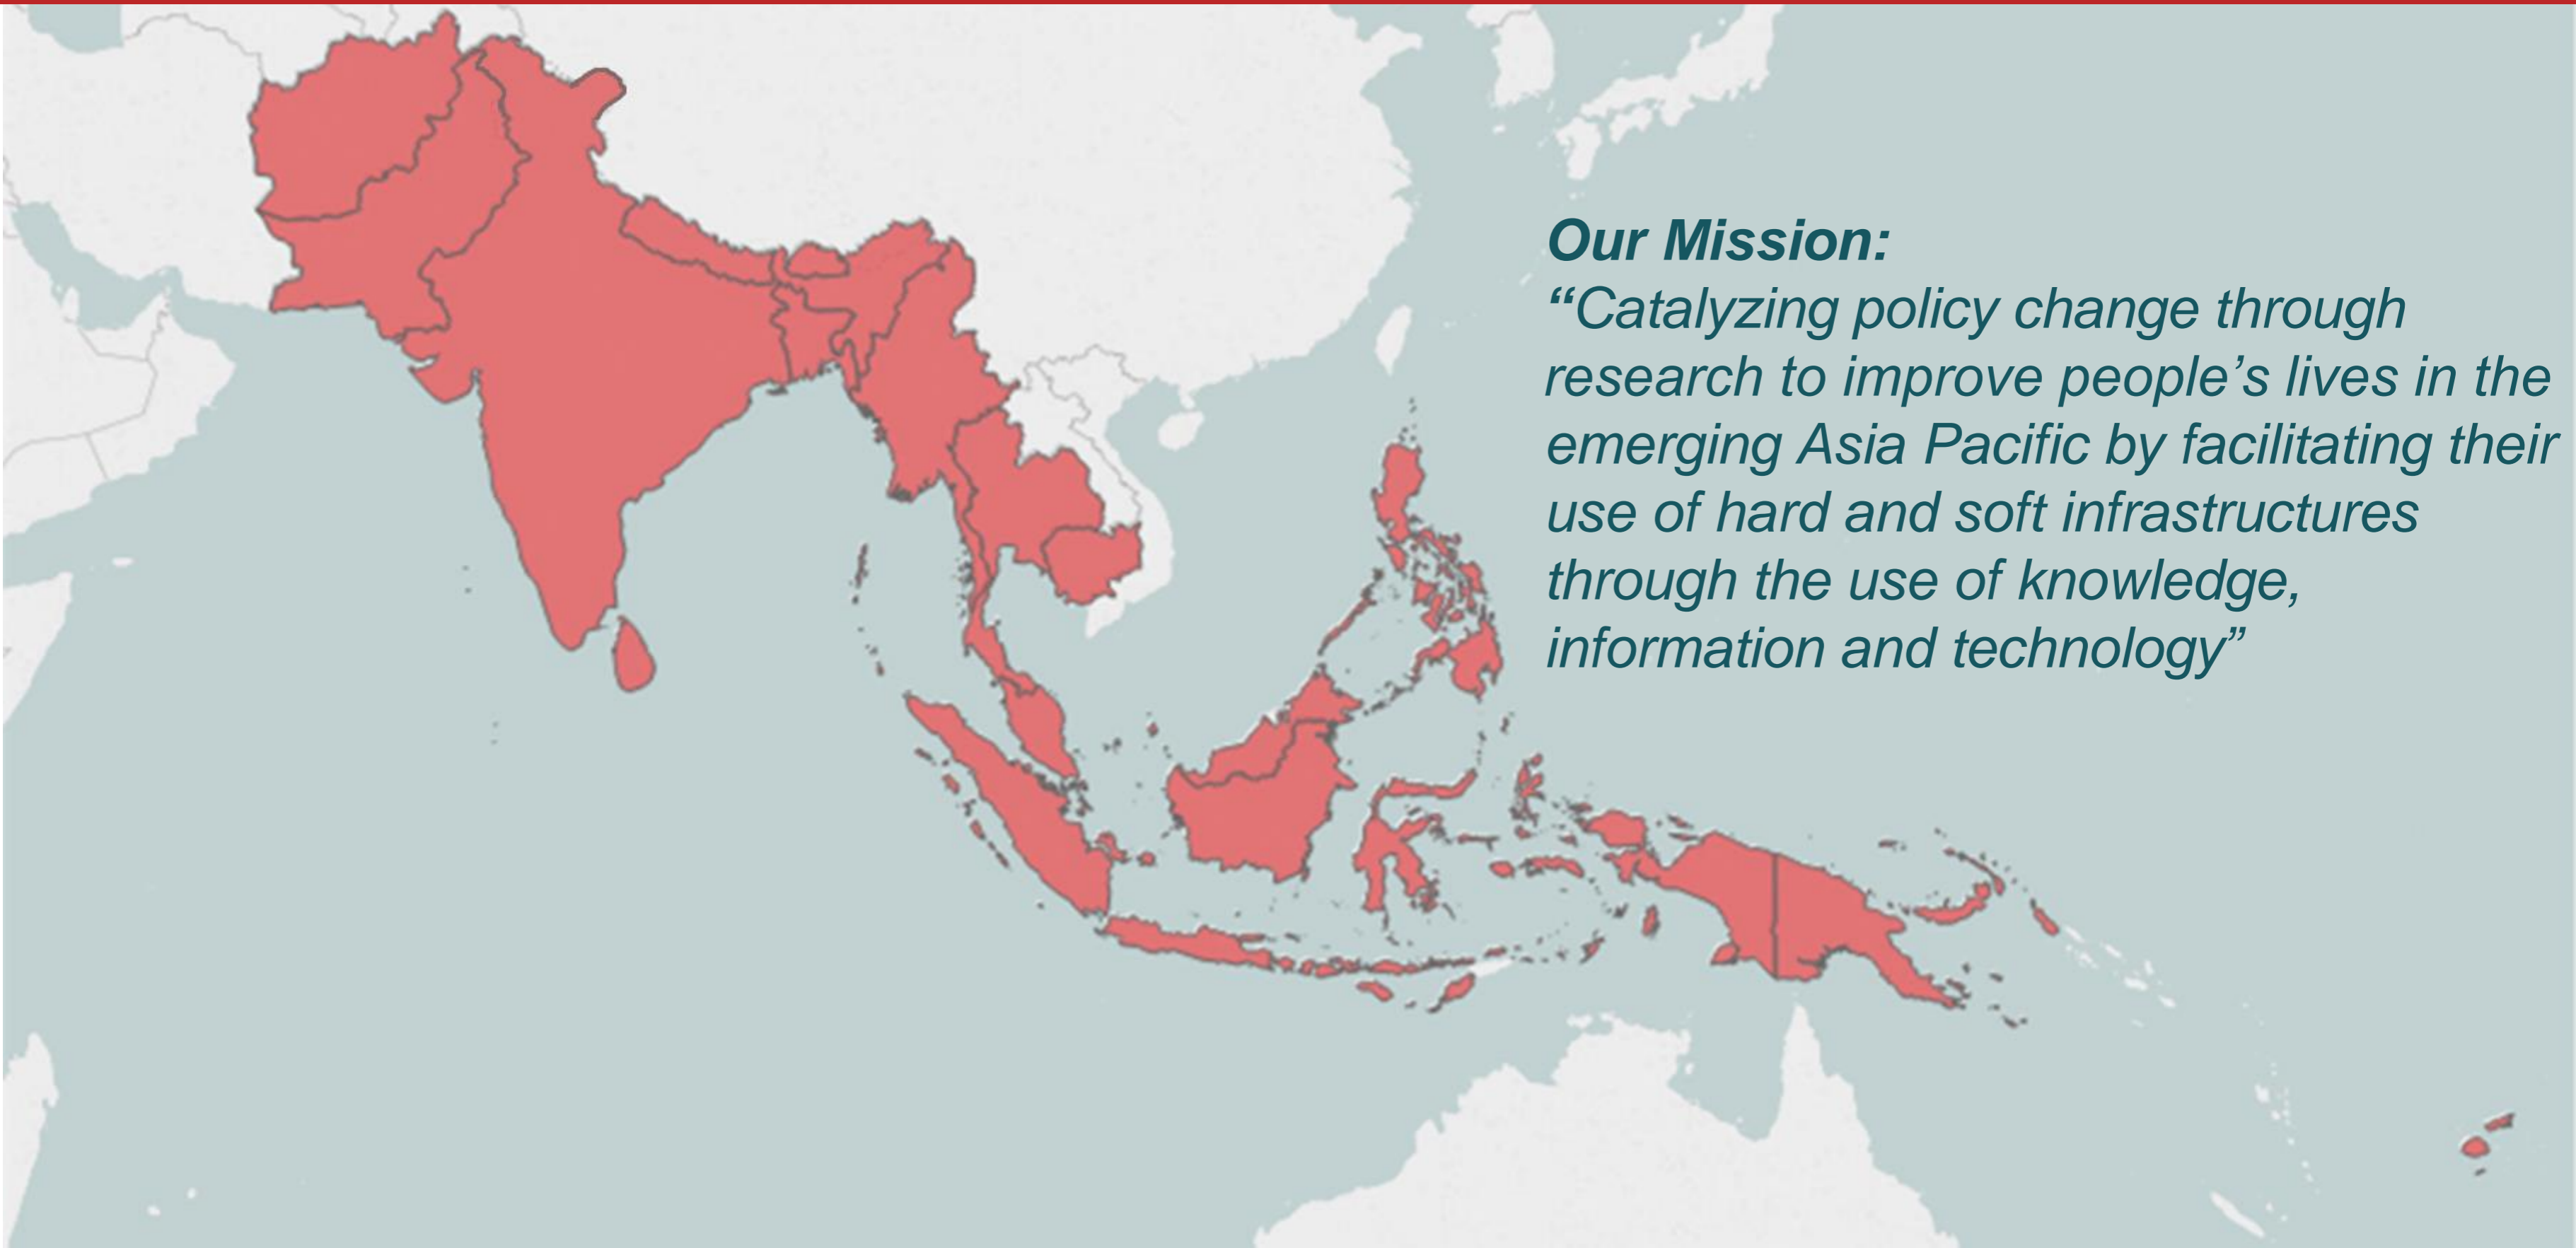 Our Mission:
“Catalyzing policy change through
research to improve people’s lives in the
emerging Asia Pacific by facilitating their
use of hard and soft infrastructures
through the use of knowledge,
information and technology”